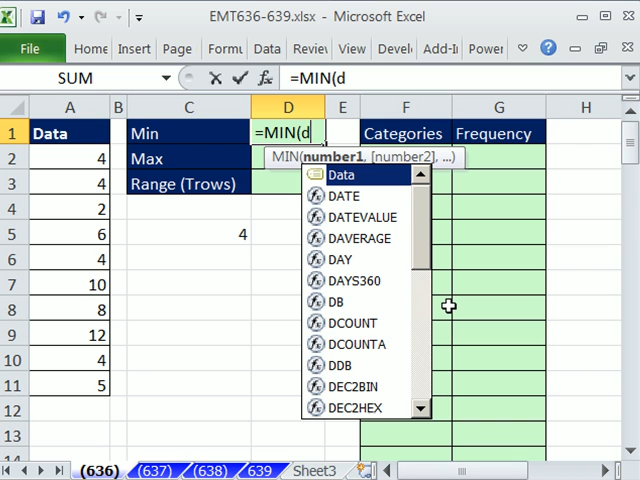 EMT636-639.xlsx - Microsoft Excel
File Home Insert Page Formu Data Review View Develo Add-In Power
SUM =MIN(d
A B C D E F G H
1 Data Min =MIN(d Categories Frequency
2 4 Max MIN(number1, [number2], ...)
3 4 Range (Trows) Data
DATE
4 2 DATEVALUE
5 6 4 DAVERAGE
6 4 DAY
7 10 DAYS360
8 8 DB
DCOUNT
9 12 DCOUNTA
10 4 DDB
11 5 DEC2BIN
12 DEC2HEX
13
14
(636) (637) (638) 639 Sheet3